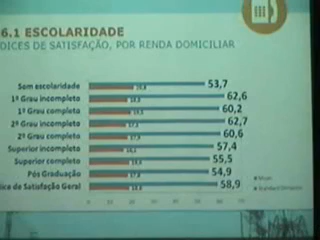 6.1 ESCOLARIDADE
DICES DE SATISFAÇÃO, POR RENDA DOMICILIAR
Sem escolaridade 53,7
1º Grau incompleto 62,6
1º Grau completo 60,2
2º Grau incompleto 62,7
2º Grau completo 60,6
Superior incompleto 57,4
Superior completo 55,5
Pós Graduação 54,9
ice de Satisfação Geral 58,9